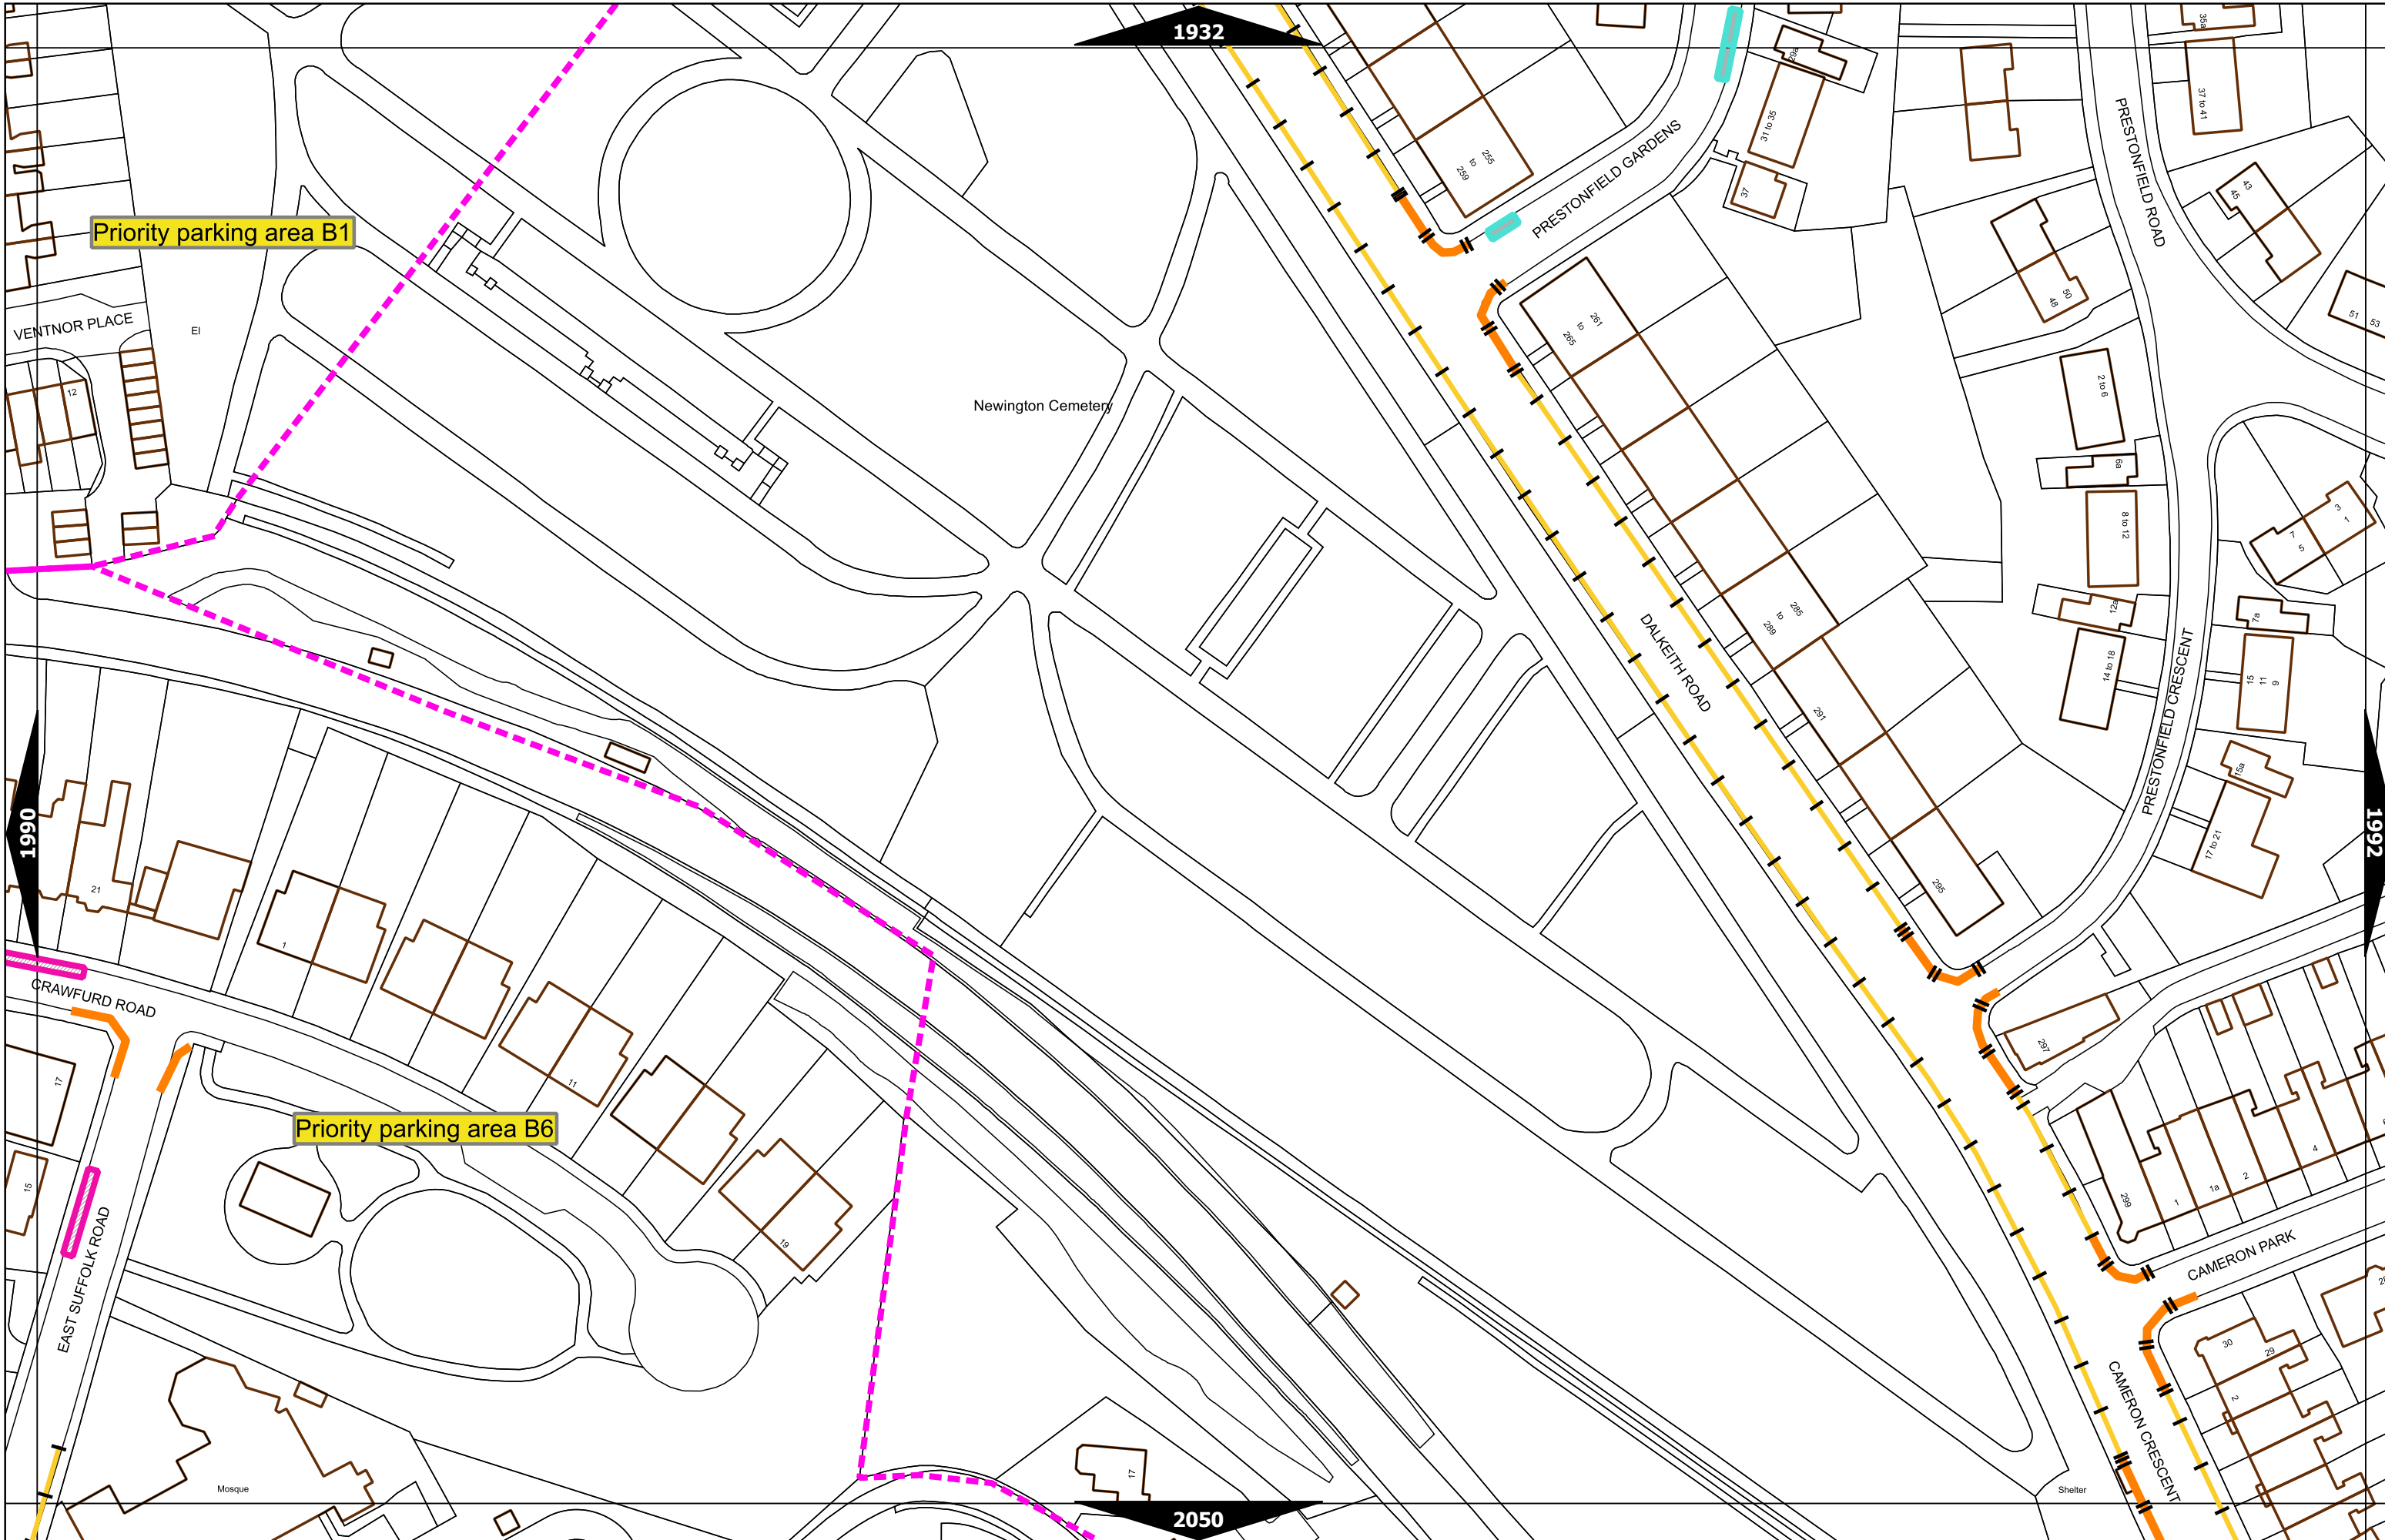 1932
35a
29a
37 to 41
31 to 35
PRESTONFIELD ROAD
PRESTONFIELD GARDENS
255
to
259
37
43
45
Priority parking area B1
50
48
51
53
261
to
265
VENTNOR PLACE
El
12
2 to 6
Newington Cemetery
6a
3
1
7
5
8 to 12
12a
7a
285
to
289
DALKEITH ROAD
14 to 18
15
11
9
PRESTONFIELD CRESCENT
291
15a
1990
1992
17 to 21
21
295
1
CRAWFURD ROAD
297
17
11
Priority parking area B6
4
2
1a
1
299
15
19
EAST SUFFOLK ROAD
CAMERON PARK
30
29
2
CAMERON CRESCENT
17
Mosque
Shelter
2050